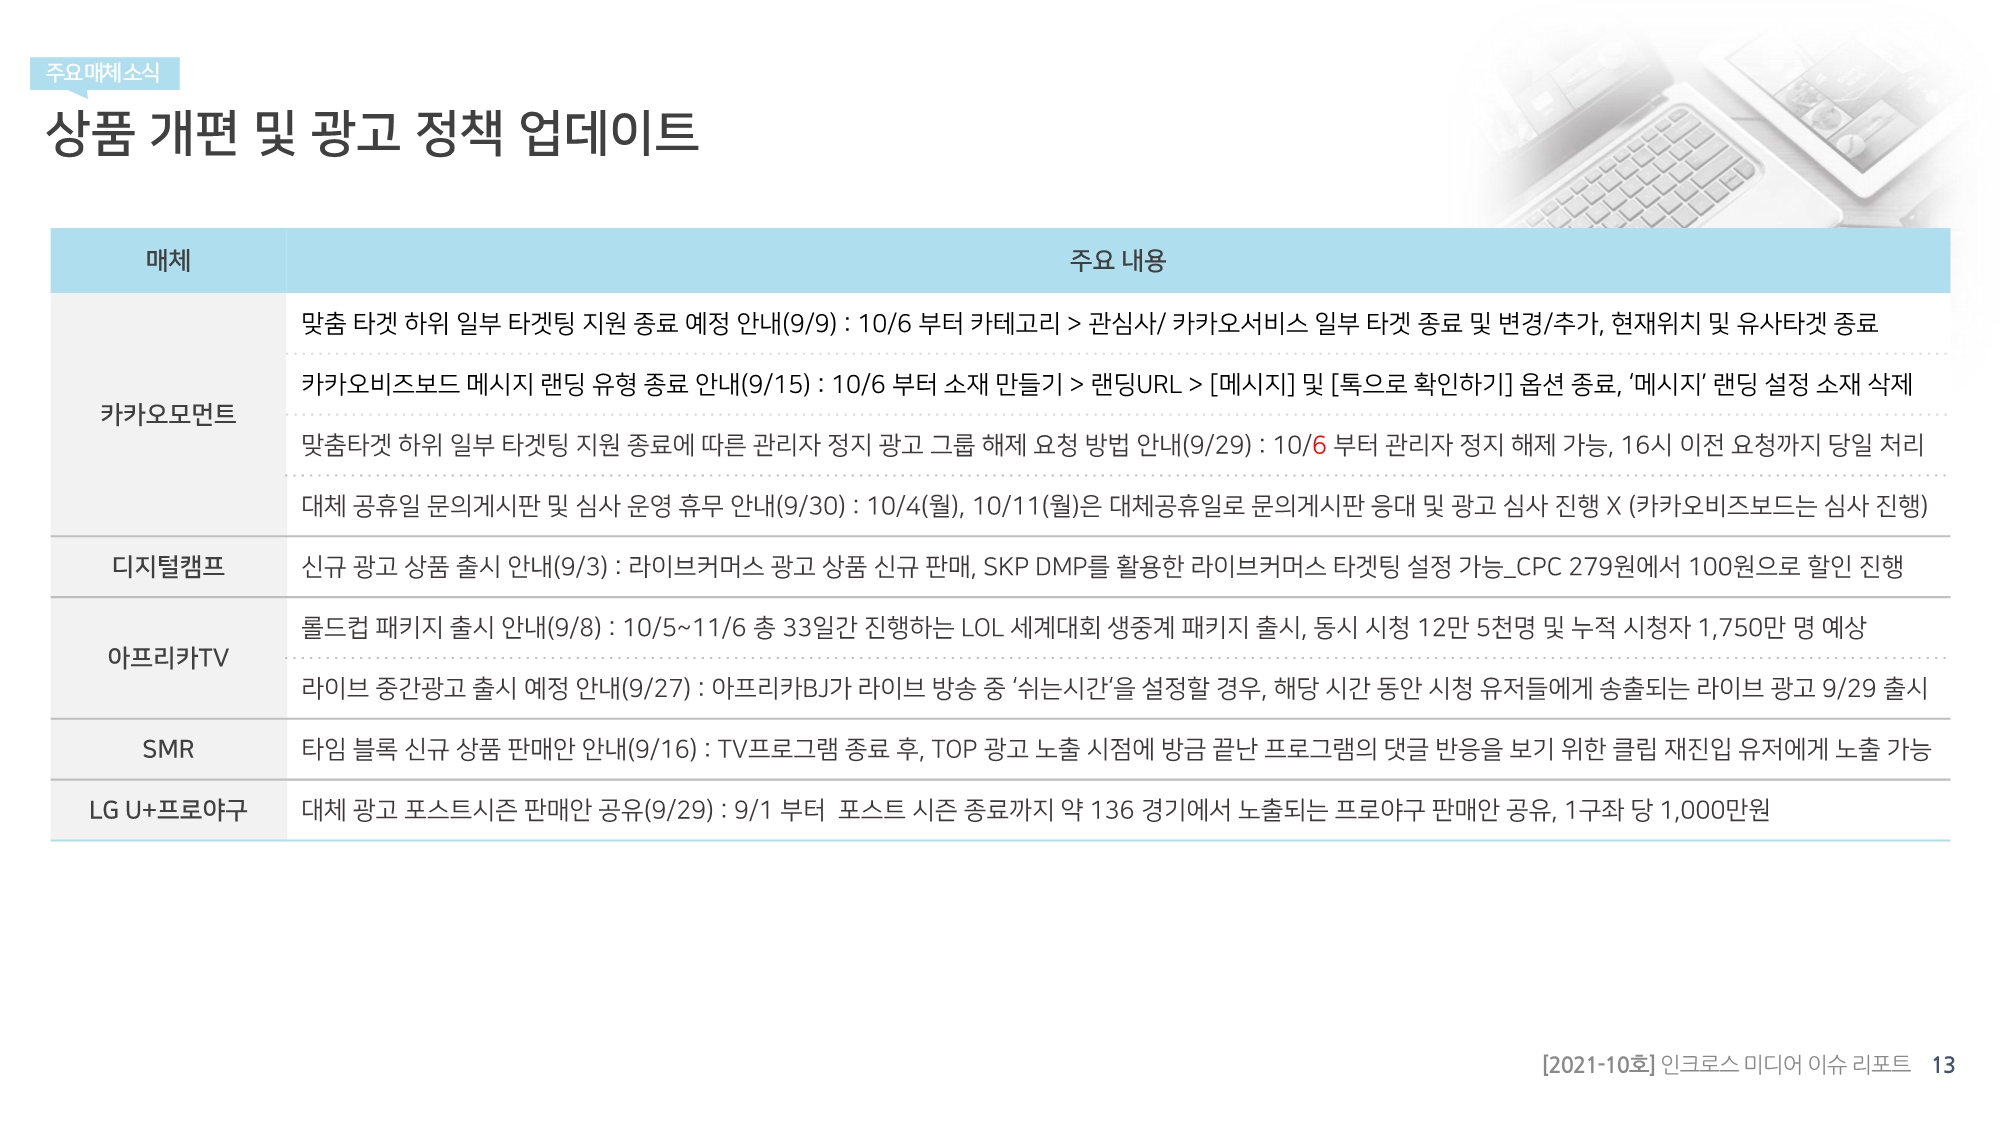 주요 매체 소식
상품 개편 및 광고 정책 업데이트
매체
주요 내용
카카오모먼트
맞춤 타겟 하위 일부 타겟팅 지원 종료 예정 안내(9/9) : 10/6 부터 카테고리 > 관심사/ 카카오서비스 일부 타겟 종료 및 변경/추가, 현재위치 및 유사타겟 종료
카카오비즈보드 메시지 랜딩 유형 종료 안내(9/15) : 10/6 부터 소재 만들기 > 랜딩URL > [메시지] 및 [톡으로 확인하기] 옵션 종료, ‘메시지’ 랜딩 설정 소재 삭제
맞춤타겟 하위 일부 타겟팅 지원 종료에 따른 관리자 정지 광고 그룹 해제 요청 방법 안내(9/29) : 10/6 부터 관리자 정지 해제 가능, 16시 이전 요청까지 당일 처리
대체 공휴일 문의게시판 및 심사 운영 휴무 안내(9/30) : 10/4(월), 10/11(월)은 대체공휴일로 문의게시판 응대 및 광고 심사 진행 X (카카오비즈보드는 심사 진행)
디지털캠프
신규 광고 상품 출시 안내(9/3) : 라이브커머스 광고 상품 신규 판매, SKP DMP를 활용한 라이브커머스 타겟팅 설정 가능_CPC 279원에서 100원으로 할인 진행
아프리카TV
롤드컵 패키지 출시 안내(9/8) : 10/5~11/6 총 33일간 진행하는 LOL 세계대회 생중계 패키지 출시, 동시 시청 12만 5천명 및 누적 시청자 1,750만 명 예상
라이브 중간광고 출시 예정 안내(9/27) : 아프리카BJ가 라이브 방송 중 ‘쉬는시간‘을 설정할 경우, 해당 시간 동안 시청 유저들에게 송출되는 라이브 광고 9/29 출시
SMR
타임 블록 신규 상품 판매안 안내(9/16) : TV프로그램 종료 후, TOP 광고 노출 시점에 방금 끝난 프로그램의 댓글 반응을 보기 위한 클립 재진입 유저에게 노출 가능
LG U+프로야구
대체 광고 포스트시즌 판매안 공유(9/29) : 9/1 부터  포스트 시즌 종료까지 약 136 경기에서 노출되는 프로야구 판매안 공유, 1구좌 당 1,000만원
[2021-10호] 인크로스 미디어 이슈 리포트 13